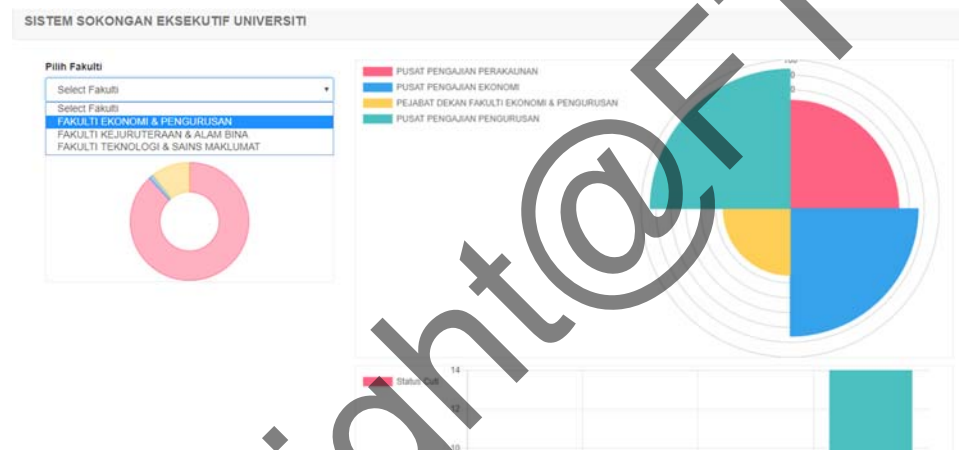 SISTEM SOKONGAN EKSEKUTIF UNIVERSITI
Pilih Fakulti
Select Fakulti
Select Fakulti
FAKULTI EKONOMI & PENGURUSAN
FAKULTI KEJURUTERAAN & ALAM BINA
FAKULTI TEKNOLOGI & SAINS MAKLUMAT
PUSAT PENGAJIAN PERAKAUNAN
PUSAT PENGAJIAN EKONOMI
PEJABAT DEKAN FAKULTI EKONOMI & PENGURUSAN
PUSAT PENGAJIAN PENGURUSAN
Status Cuti
14
12
10